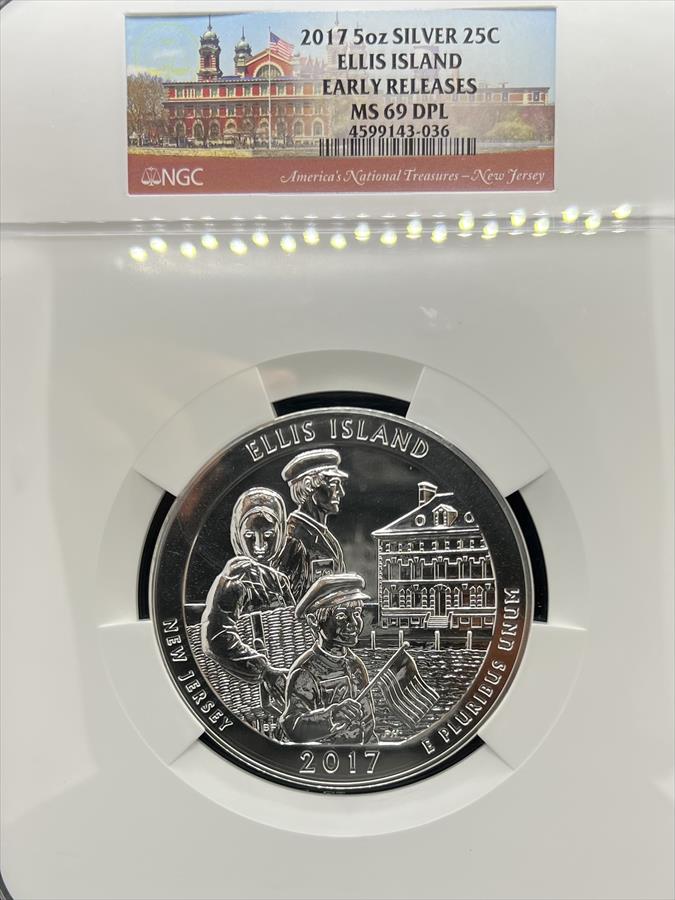 2017 5oz SILVER 25C
ELLIS ISLAND
EARLY RELEASES
MS 69 DPL
4599143-036
NGC
America's National Treasures – New Jersey
ELLIS ISLAND
NEW JERSEY
E PLURIBUS UNUM
BF
2017